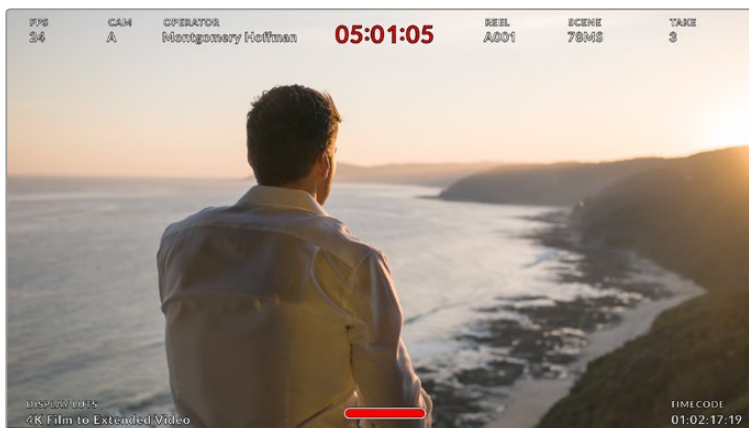 FPS CAM OPERATOR REEL SCENE TAKE
24 A Montgomery Hoffman 05:01:05 A001 78MS 3
DISPLAY LUTS TIMECODE
4K Film to Extended Video 01:02:17:19